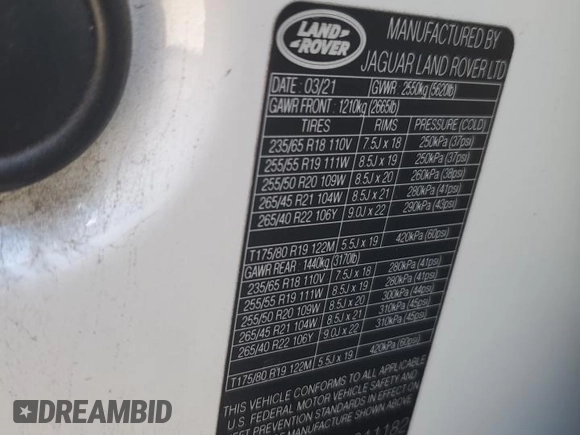 LAND-
ROVER
MANUFACTURED BY
JAGUAR LAND ROVER LTD
DATE : 03/21 GVWR : 2550kg (5620lb)
GAWR FRONT : 1210kg (2665lb)
TIRES RIMS PRESSURE (COLD)
235/65 R18 110V 7.5J x 18 250kPa (37psi)
255/55 R19 111W 8.5J x 19 250kPa (37psi)
255/50 R20 109W 8.5J x 20 260kPa (38psi)
265/45 R21 104W 8.5J x 21 280kPa (41psi)
265/40 R22 106Y 9.0J x 22 290kPa (43psi)
T175/80 R19 122M 5.5J x 19 420kPa (60psi)
GAWR REAR : 1440kg (3170lb)
235/65 R18 110V 7.5J x 18 280kPa (41psi)
255/55 R19 111W 8.5J x 19 280kPa (41psi)
255/50 R20 109W 8.5J x 20 300kPa (44psi)
265/45 R21 104W 8.5J x 21 310kPa (45psi)
265/40 R22 106Y 9.0J x 22 310kPa (45psi)
T175/80 R19 122M 5.5J x 19 420kPa (60psi)
THIS VEHICLE CONFORMS TO ALL APPLICABLE
U.S. FEDERAL MOTOR VEHICLE SAFETY AND
THEFT PREVENTION STANDARDS IN EFFECT ON
MANUFACTURE SHOWN ABOVE
DREAMBID